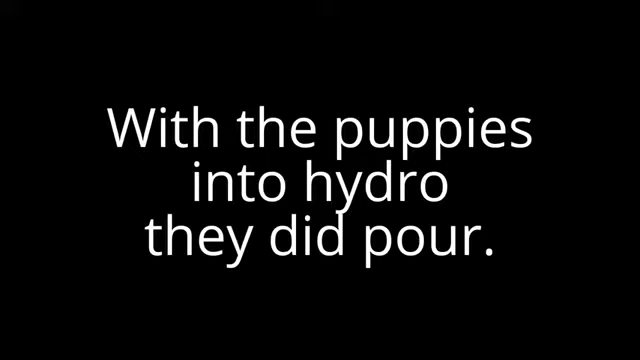 With the puppies
into hydro
they did pour.